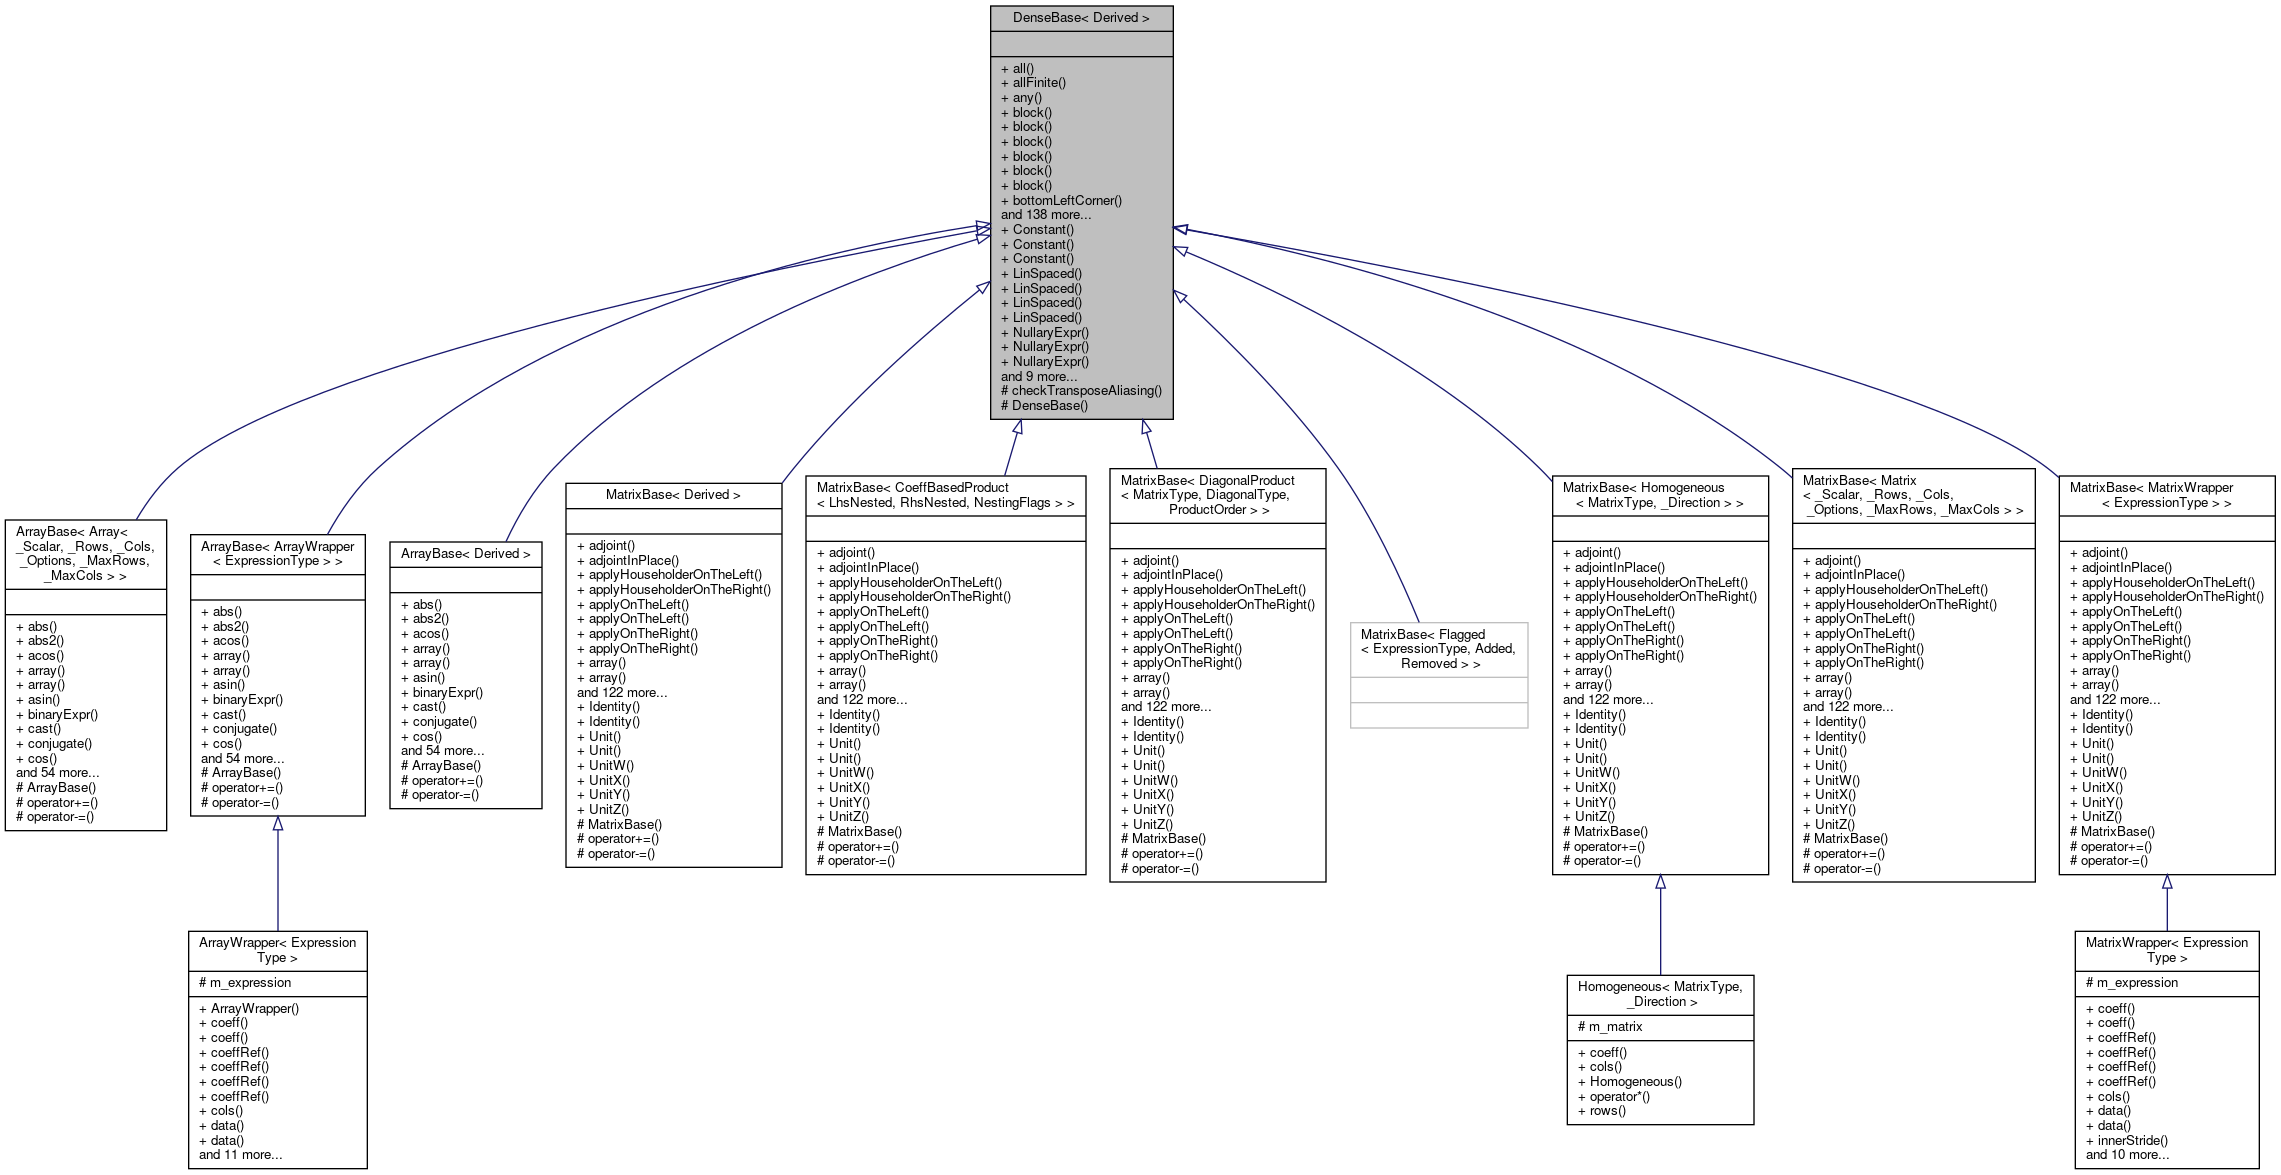 DenseBase< Derived >
+ all()
+ allFinite()
+ any()
+ block()
+ block()
+ block()
+ block()
+ block()
+ block()
+ bottomLeftCorner()
and 138 more...
+ Constant()
+ Constant()
+ Constant()
+ LinSpaced()
+ LinSpaced()
+ LinSpaced()
+ LinSpaced()
+ NullaryExpr()
+ NullaryExpr()
+ NullaryExpr()
and 9 more...
# checkTransposeAliasing()
# DenseBase()
ArrayBase< Array<
_Scalar, _Rows, _Cols,
_Options, _MaxRows,
_MaxCols > >
+ abs()
+ abs2()
+ acos()
+ array()
+ array()
+ asin()
+ binaryExpr()
+ cast()
+ conjugate()
+ cos()
and 54 more...
# ArrayBase()
# operator+=()
# operator-=()
ArrayBase< ArrayWrapper
< ExpressionType > >
+ abs()
+ abs2()
+ acos()
+ array()
+ array()
+ asin()
+ binaryExpr()
+ cast()
+ conjugate()
+ cos()
and 54 more...
# ArrayBase()
# operator+=()
# operator-=()
ArrayBase< Derived >
+ abs()
+ abs2()
+ acos()
+ array()
+ array()
+ asin()
+ binaryExpr()
+ cast()
+ conjugate()
+ cos()
and 54 more...
# ArrayBase()
# operator+=()
# operator-=()
MatrixBase< Derived >
+ adjoint()
+ adjointInPlace()
+ applyHouseholderOnTheLeft()
+ applyHouseholderOnTheRight()
+ applyOnTheLeft()
+ applyOnTheLeft()
+ applyOnTheRight()
+ applyOnTheRight()
+ array()
+ array()
and 122 more...
+ Identity()
+ Identity()
+ Unit()
+ Unit()
+ UnitW()
+ UnitX()
+ UnitY()
+ UnitZ()
# MatrixBase()
# operator+=()
# operator-=()
MatrixBase< CoeffBasedProduct
< LhsNested, RhsNested, NestingFlags > >
+ adjoint()
+ adjointInPlace()
+ applyHouseholderOnTheLeft()
+ applyHouseholderOnTheRight()
+ applyOnTheLeft()
+ applyOnTheLeft()
+ applyOnTheRight()
+ applyOnTheRight()
+ array()
+ array()
and 122 more...
+ Identity()
+ Identity()
+ Unit()
+ Unit()
+ UnitW()
+ UnitX()
+ UnitY()
+ UnitZ()
# MatrixBase()
# operator+=()
# operator-=()
MatrixBase< DiagonalProduct
< MatrixType, DiagonalType,
ProductOrder > >
+ adjoint()
+ adjointInPlace()
+ applyHouseholderOnTheLeft()
+ applyHouseholderOnTheRight()
+ applyOnTheLeft()
+ applyOnTheLeft()
+ applyOnTheRight()
+ applyOnTheRight()
+ array()
+ array()
and 122 more...
+ Identity()
+ Identity()
+ Unit()
+ Unit()
+ UnitW()
+ UnitX()
+ UnitY()
+ UnitZ()
# MatrixBase()
# operator+=()
# operator-=()
MatrixBase< Flagged
< ExpressionType, Added,
Removed > >
MatrixBase< Homogeneous
< MatrixType, _Direction > >
+ adjoint()
+ adjointInPlace()
+ applyHouseholderOnTheLeft()
+ applyHouseholderOnTheRight()
+ applyOnTheLeft()
+ applyOnTheLeft()
+ applyOnTheRight()
+ applyOnTheRight()
+ array()
+ array()
and 122 more...
+ Identity()
+ Identity()
+ Unit()
+ Unit()
+ UnitW()
+ UnitX()
+ UnitY()
+ UnitZ()
# MatrixBase()
# operator+=()
# operator-=()
MatrixBase< Matrix
< _Scalar, _Rows, _Cols,
_Options, _MaxRows, _MaxCols > >
+ adjoint()
+ adjointInPlace()
+ applyHouseholderOnTheLeft()
+ applyHouseholderOnTheRight()
+ applyOnTheLeft()
+ applyOnTheLeft()
+ applyOnTheRight()
+ applyOnTheRight()
+ array()
+ array()
and 122 more...
+ Identity()
+ Identity()
+ Unit()
+ Unit()
+ UnitW()
+ UnitX()
+ UnitY()
+ UnitZ()
# MatrixBase()
# operator+=()
# operator-=()
MatrixBase< MatrixWrapper
< ExpressionType > >
+ adjoint()
+ adjointInPlace()
+ applyHouseholderOnTheLeft()
+ applyHouseholderOnTheRight()
+ applyOnTheLeft()
+ applyOnTheLeft()
+ applyOnTheRight()
+ applyOnTheRight()
+ array()
+ array()
and 122 more...
+ Identity()
+ Identity()
+ Unit()
+ Unit()
+ UnitW()
+ UnitX()
+ UnitY()
+ UnitZ()
# MatrixBase()
# operator+=()
# operator-=()
ArrayWrapper< Expression
Type >
# m_expression
+ ArrayWrapper()
+ coeff()
+ coeff()
+ coeffRef()
+ coeffRef()
+ coeffRef()
+ coeffRef()
+ cols()
+ data()
+ data()
and 11 more...
Homogeneous< MatrixType,
_Direction >
# m_matrix
+ coeff()
+ cols()
+ Homogeneous()
+ operator*()
+ rows()
MatrixWrapper< Expression
Type >
# m_expression
+ coeff()
+ coeff()
+ coeffRef()
+ coeffRef()
+ coeffRef()
+ coeffRef()
+ cols()
+ data()
+ data()
+ innerStride()
and 10 more...